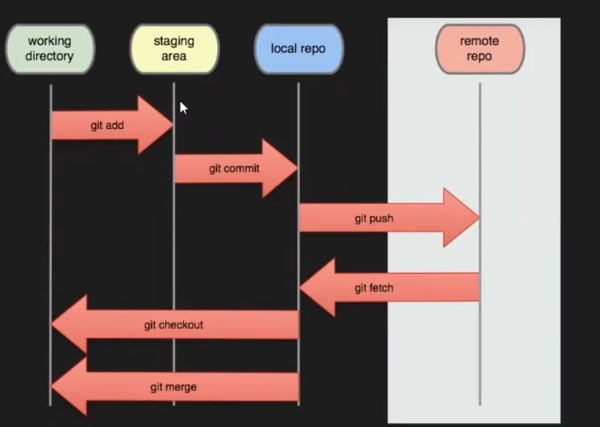 working
directory
staging
area
local repo
remote
repo
git add
git commit
git push
git fetch
git checkout
git merge